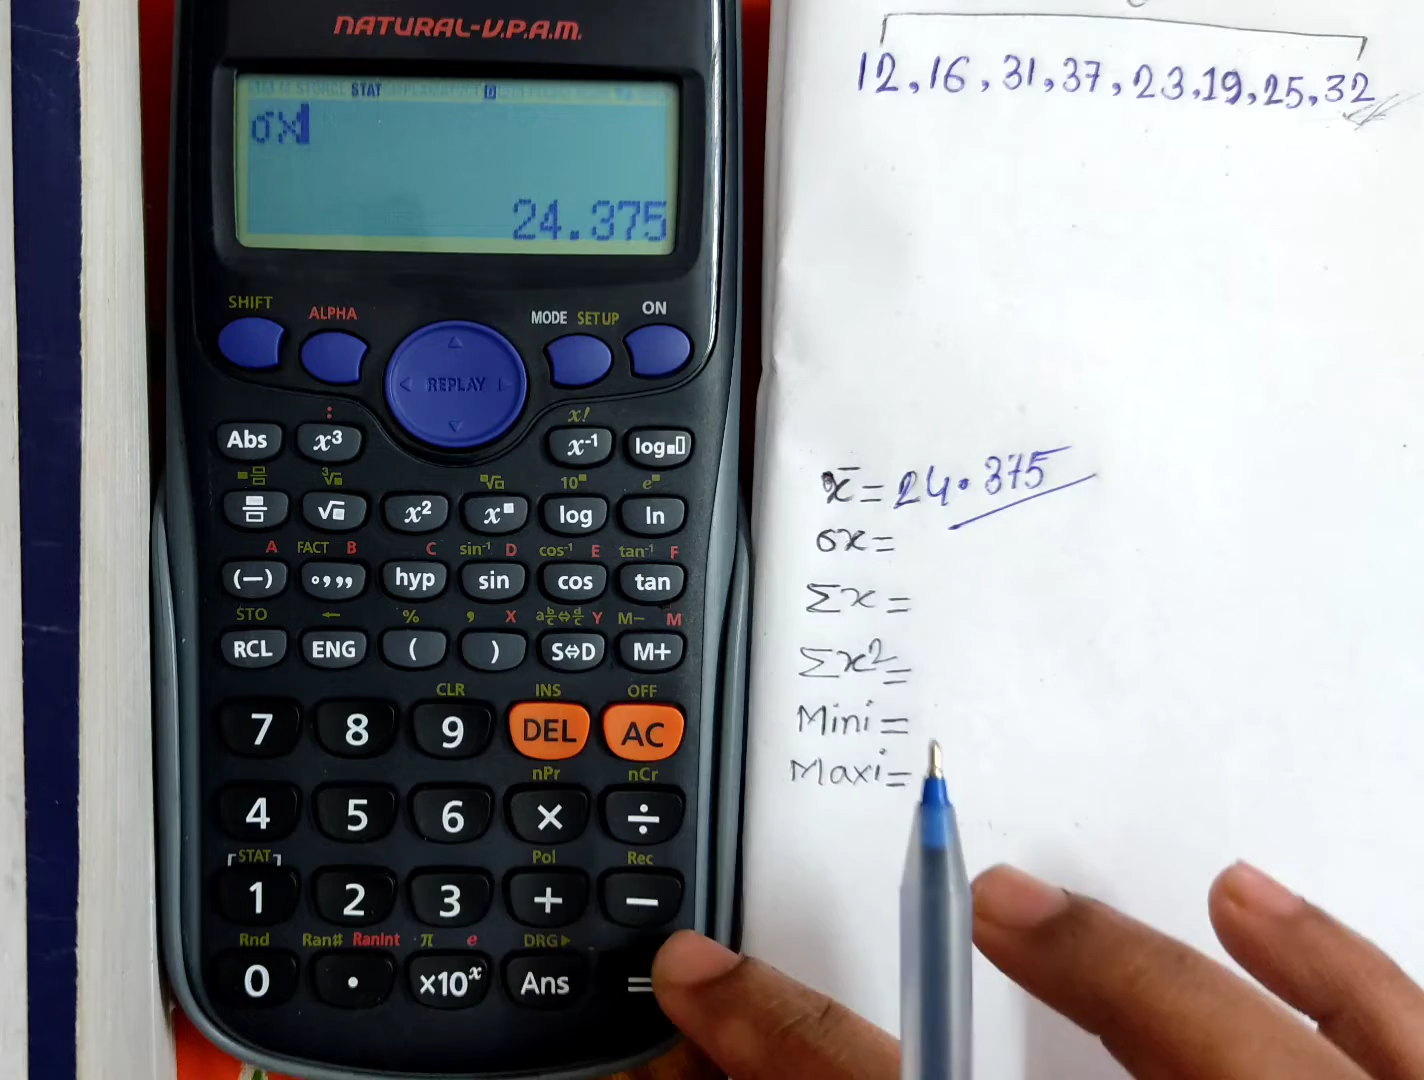 NATURAL-V.P.A.M.
STAT D
σx
24.375
SHIFT ALPHA MODE SETUP ON
REPLAY
: x!
Abs x³ x⁻¹ log
³√ 10 e
√ x² x log ln
A FACT B C sin⁻¹ D cos⁻¹ E tan⁻¹ F
(−) °,,, hyp sin cos tan
STO ← % , X a b/c⇔d/c Y M− M
RCL ENG ( ) S⇔D M+
CLR INS OFF
7 8 9 DEL AC
nPr nCr
4 5 6 × ÷
STAT Pol Rec
1 2 3 + −
Rnd Ran# RanInt π e DRG▶
0 . ×10ˣ Ans =
12, 16, 31, 37, 23, 19, 25, 32
x̄ = 24.375
σx =
Σx =
Σx² =
Mini =
Maxi =